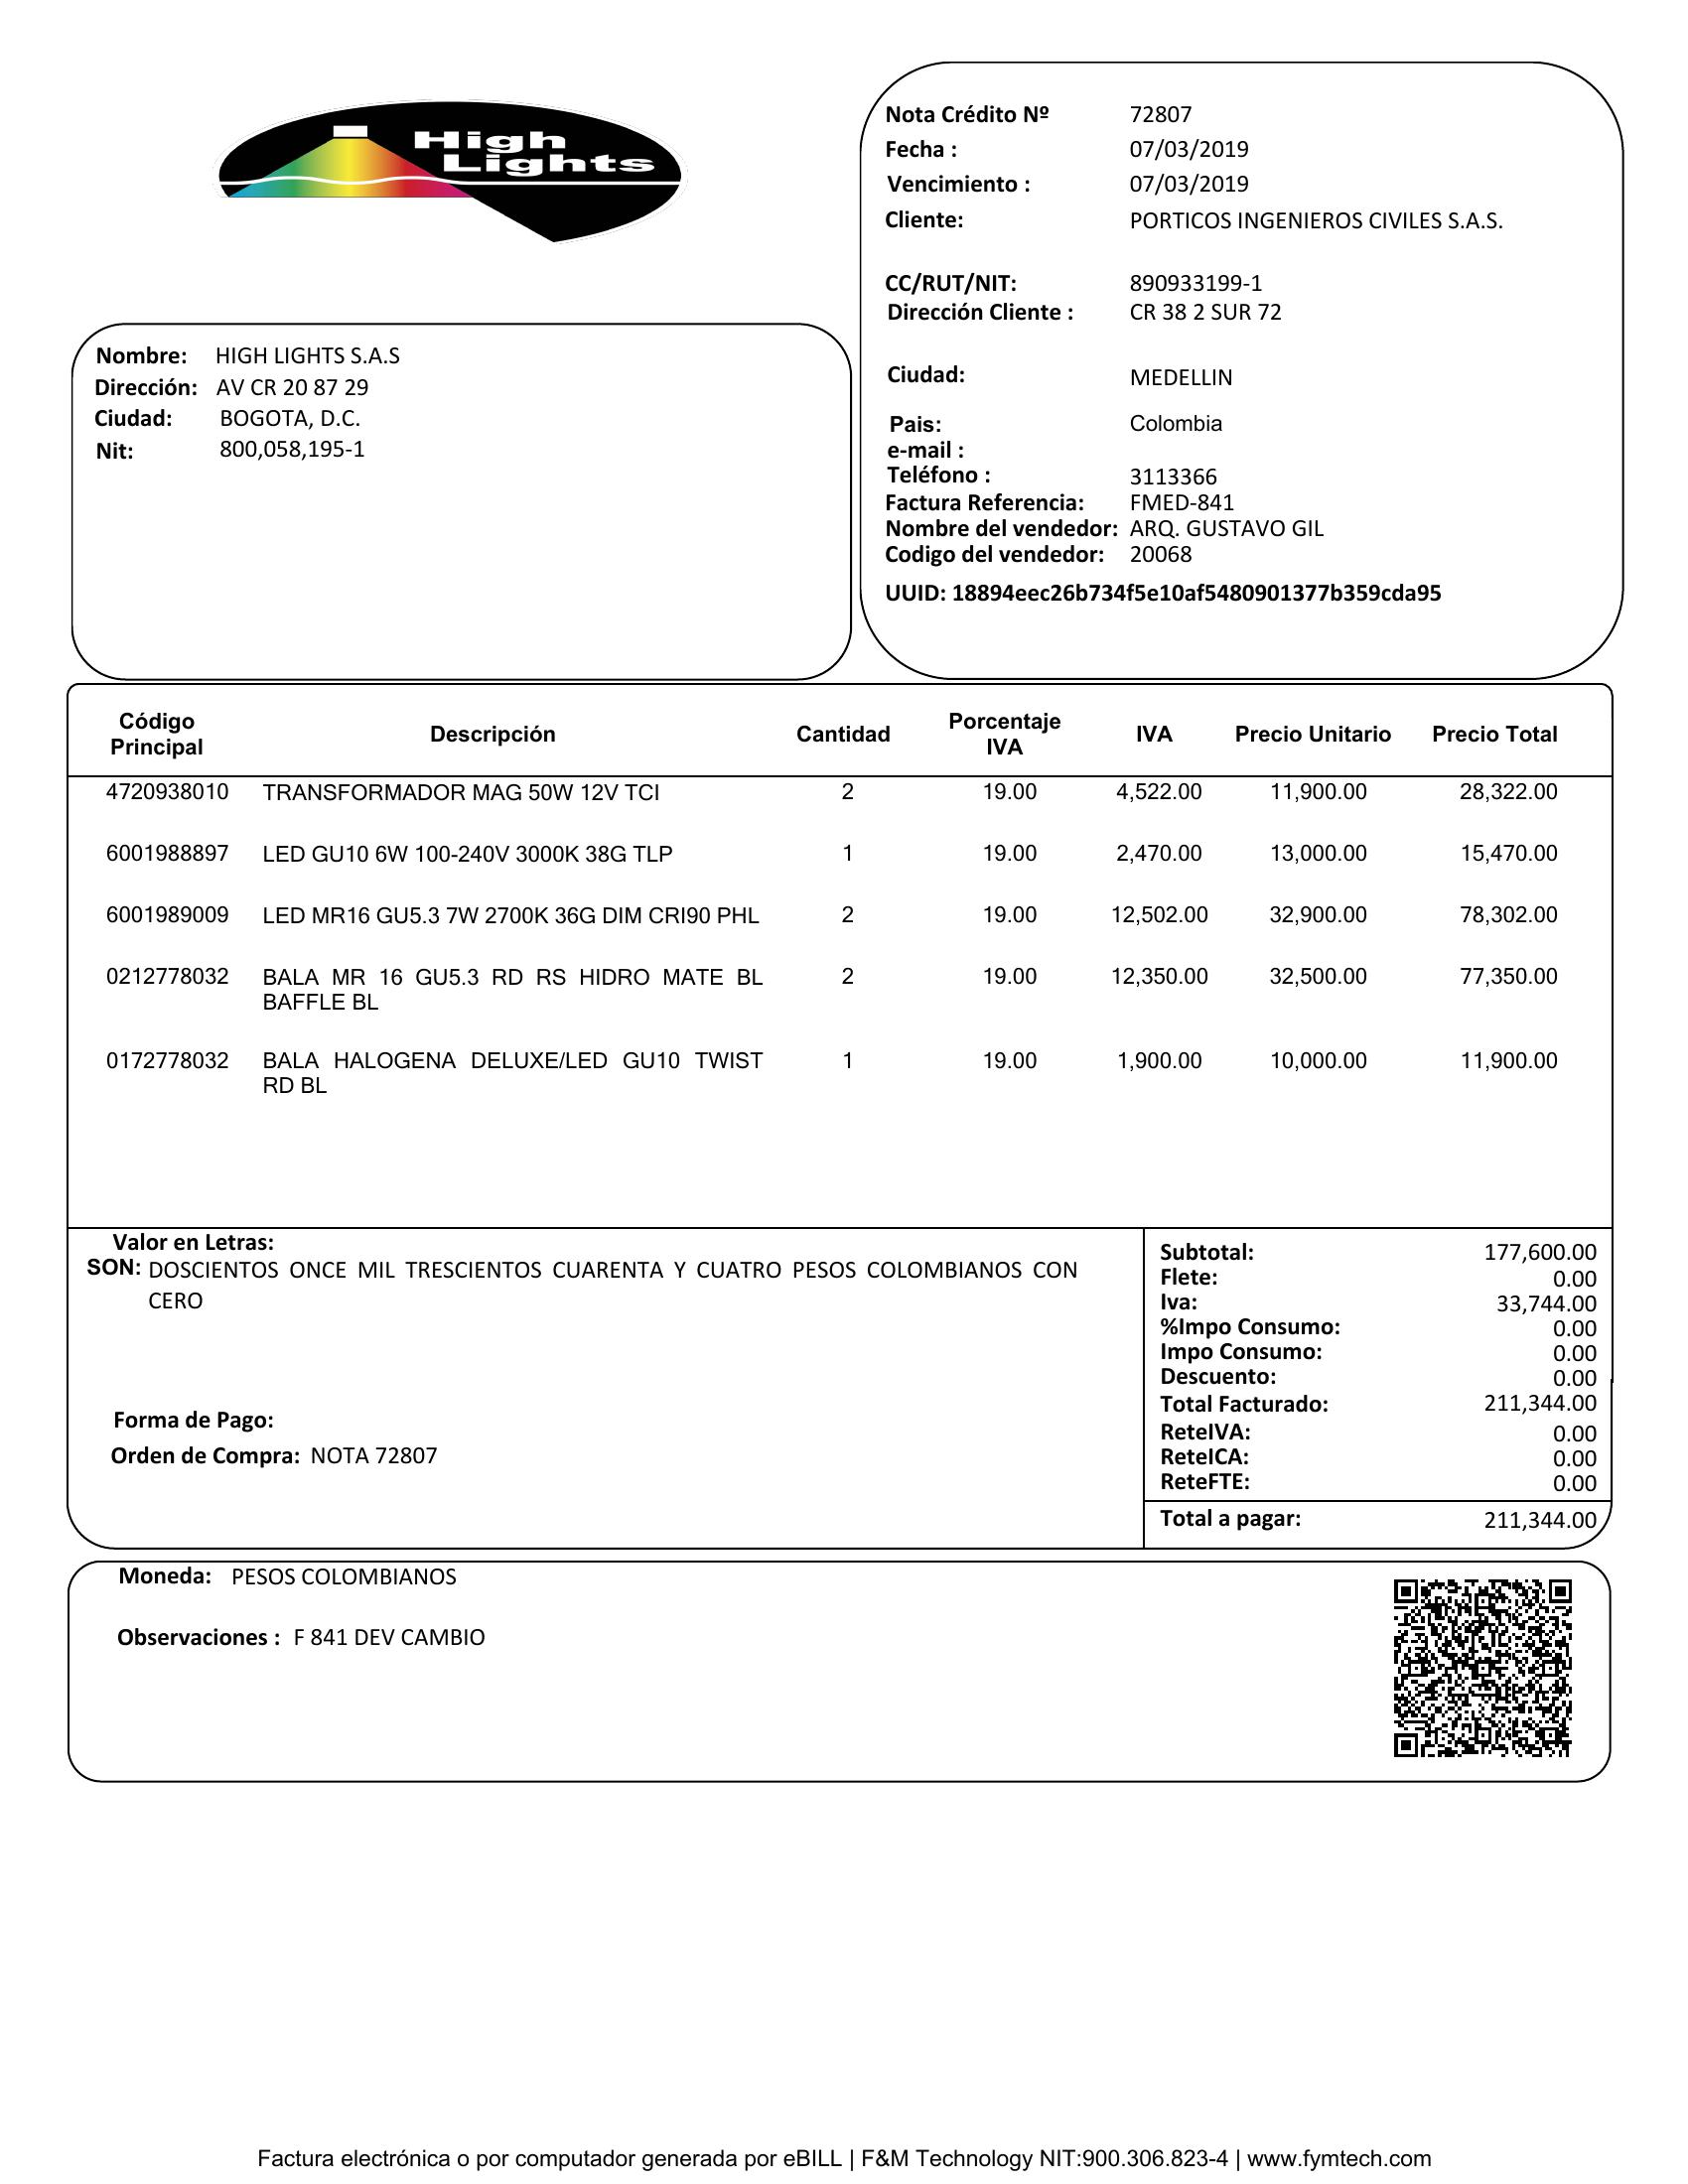 High
Lights
Nota Crédito Nº 72807
Fecha : 07/03/2019
Vencimiento : 07/03/2019
Cliente: PORTICOS INGENIEROS CIVILES S.A.S.
CC/RUT/NIT: 890933199-1
Dirección Cliente : CR 38 2 SUR 72
Ciudad: MEDELLIN
Pais: Colombia
e-mail :
Teléfono : 3113366
Factura Referencia: FMED-841
Nombre del vendedor: ARQ. GUSTAVO GIL
Codigo del vendedor: 20068
UUID: 18894eec26b734f5e10af5480901377b359cda95
Nombre: HIGH LIGHTS S.A.S
Dirección: AV CR 20 87 29
Ciudad: BOGOTA, D.C.
Nit: 800,058,195-1
Código Principal Descripción Cantidad Porcentaje IVA IVA Precio Unitario Precio Total
4720938010 TRANSFORMADOR MAG 50W 12V TCI 2 19.00 4,522.00 11,900.00 28,322.00
6001988897 LED GU10 6W 100-240V 3000K 38G TLP 1 19.00 2,470.00 13,000.00 15,470.00
6001989009 LED MR16 GU5.3 7W 2700K 36G DIM CRI90 PHL 2 19.00 12,502.00 32,900.00 78,302.00
0212778032 BALA MR 16 GU5.3 RD RS HIDRO MATE BL 2 19.00 12,350.00 32,500.00 77,350.00
BAFFLE BL
0172778032 BALA HALOGENA DELUXE/LED GU10 TWIST 1 19.00 1,900.00 10,000.00 11,900.00
RD BL
Valor en Letras:
SON: DOSCIENTOS ONCE MIL TRESCIENTOS CUARENTA Y CUATRO PESOS COLOMBIANOS CON
CERO
Forma de Pago:
Orden de Compra: NOTA 72807
Subtotal: 177,600.00
Flete: 0.00
Iva: 33,744.00
%Impo Consumo: 0.00
Impo Consumo: 0.00
Descuento: 0.00
Total Facturado: 211,344.00
ReteIVA: 0.00
ReteICA: 0.00
ReteFTE: 0.00
Total a pagar: 211,344.00
Moneda: PESOS COLOMBIANOS
Observaciones : F 841 DEV CAMBIO
Factura electrónica o por computador generada por eBILL | F&M Technology NIT:900.306.823-4 | www.fymtech.com